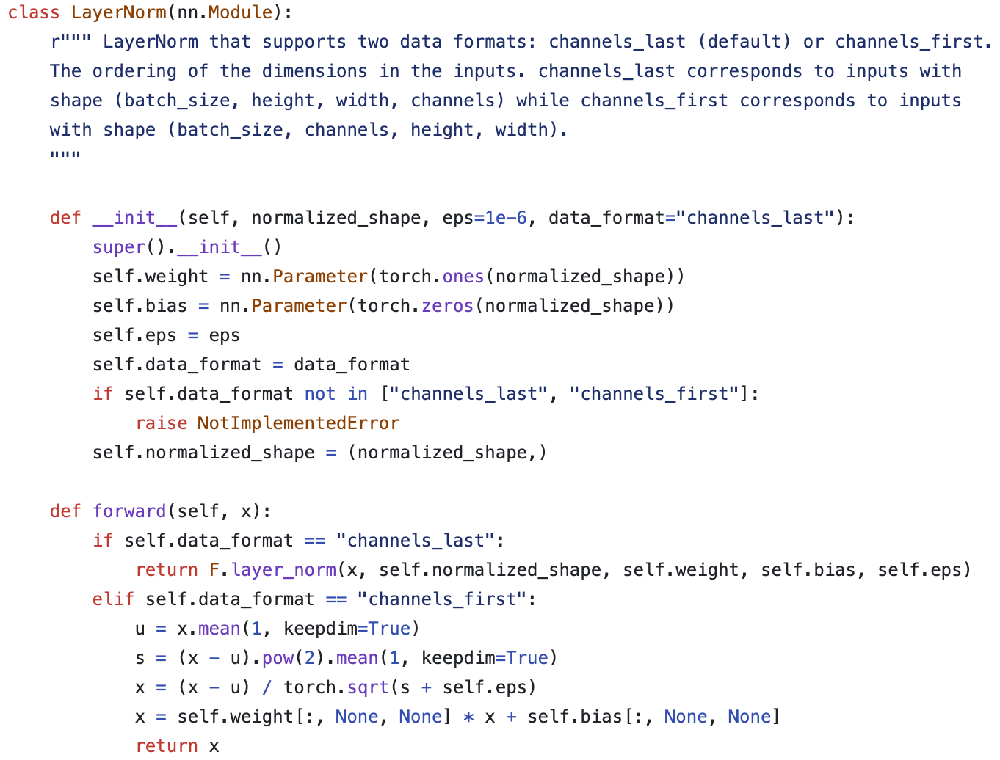 class LayerNorm(nn.Module):
    r""" LayerNorm that supports two data formats: channels_last (default) or channels_first.
    The ordering of the dimensions in the inputs. channels_last corresponds to inputs with
    shape (batch_size, height, width, channels) while channels_first corresponds to inputs
    with shape (batch_size, channels, height, width).
    """

    def __init__(self, normalized_shape, eps=1e-6, data_format="channels_last"):
        super().__init__()
        self.weight = nn.Parameter(torch.ones(normalized_shape))
        self.bias = nn.Parameter(torch.zeros(normalized_shape))
        self.eps = eps
        self.data_format = data_format
        if self.data_format not in ["channels_last", "channels_first"]:
            raise NotImplementedError
        self.normalized_shape = (normalized_shape,)

    def forward(self, x):
        if self.data_format == "channels_last":
            return F.layer_norm(x, self.normalized_shape, self.weight, self.bias, self.eps)
        elif self.data_format == "channels_first":
            u = x.mean(1, keepdim=True)
            s = (x - u).pow(2).mean(1, keepdim=True)
            x = (x - u) / torch.sqrt(s + self.eps)
            x = self.weight[:, None, None] * x + self.bias[:, None, None]
            return x